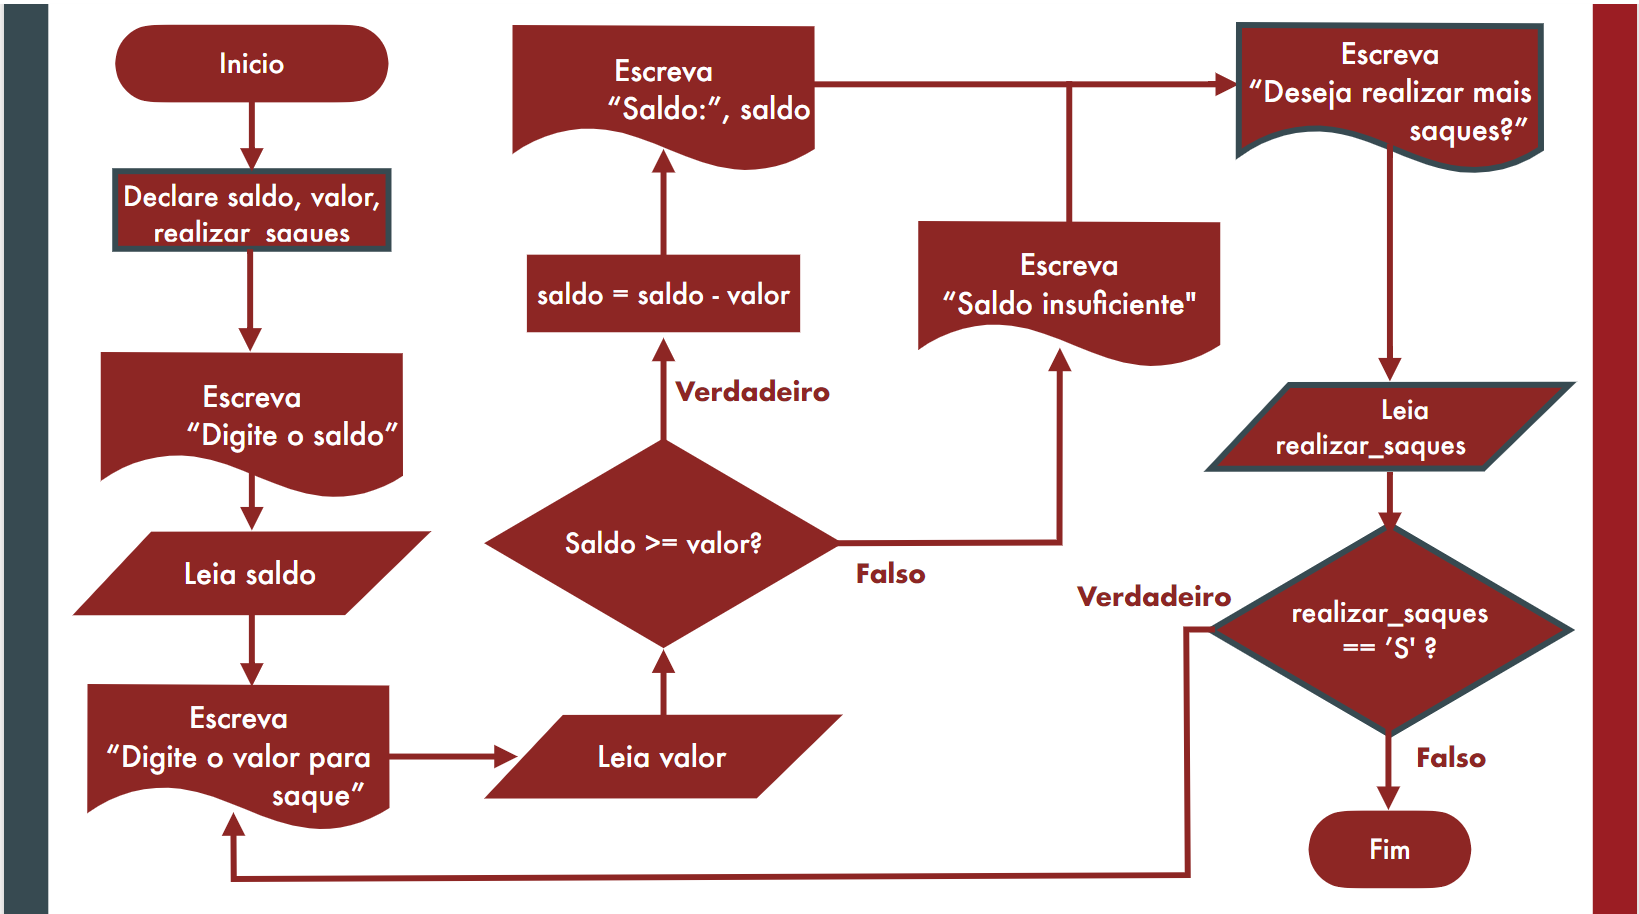 Inicio
Declare saldo, valor,
realizar_saques
Escreva
“Digite o saldo”
Leia saldo
Escreva
“Digite o valor para
saque”
Leia valor
Saldo >= valor?
Verdadeiro
saldo = saldo - valor
Escreva
“Saldo:”, saldo
Falso
Escreva
“Saldo insuficiente"
Escreva
“Deseja realizar mais
saques?”
Leia
realizar_saques
realizar_saques
== ’S' ?
Verdadeiro
Falso
Fim